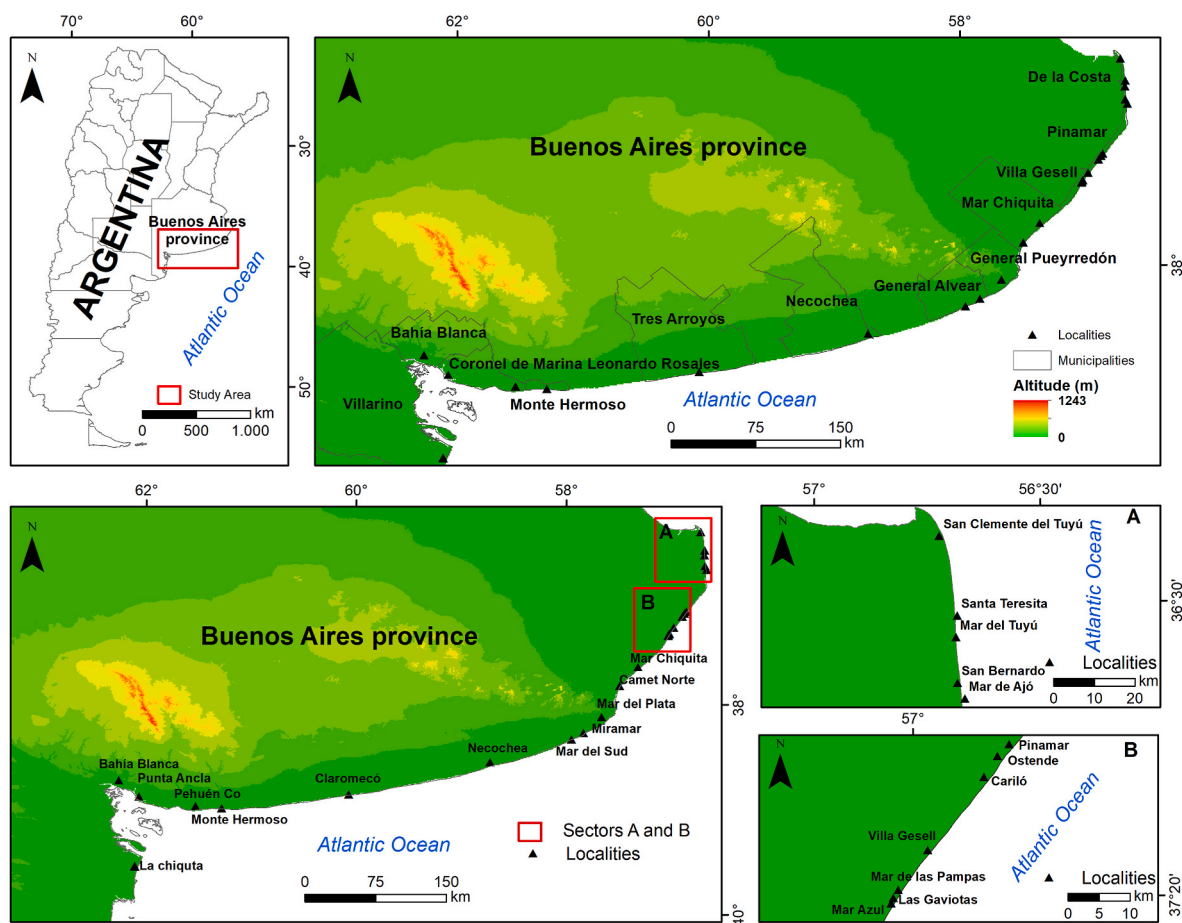 70°
60°
N
30°
40°
50°
ARGENTINA
Buenos Aires
province
Atlantic Ocean
Study Area
km
0
500
1.000
62°
60°
58°
N
De la Costa
Pinamar
Buenos Aires province
Villa Gesell
Mar Chiquita
General Pueyrredón
38°
General Alvear
Necochea
Tres Arroyos
Bahía Blanca
Coronel de Marina Leonardo Rosales
Villarino
Monte Hermoso
Atlantic Ocean
0
75
150
km
Localities
Municipalities
Altitude (m)
1243
0
62°
60°
58°
N
A
B
Buenos Aires province
Mar Chiquita
Camet Norte
38°
Mar del Plata
Miramar
Mar del Sud
Necochea
Bahía Blanca
Punta Ancla
Claromecó
Pehuén Co
Monte Hermoso
Atlantic Ocean
La chiquta
Sectors A and B
Localities
0
75
150
km
40°
57°
56°30'
N
A
San Clemente del Tuyú
Atlantic Ocean
36°30'
Santa Teresita
Mar del Tuyú
San Bernardo
Mar de Ajó
Localities
km
0
10
20
57°
N
B
Pinamar
Ostende
Cariló
Villa Gesell
Atlantic Ocean
Mar de las Pampas
Las Gaviotas
Mar Azul
Localities
km
0
5
10
37°20'